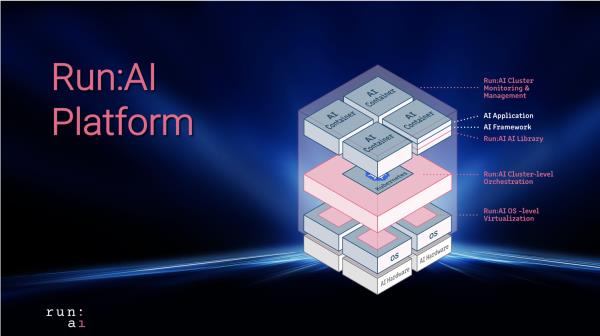 Run:AI
Platform
AI
Container
AI
Container
AI
Container
AI
Container
Kubernetes
OS
OS
AI Hardware
AI Hardware
Run:AI Cluster
Monitoring &
Management
AI Application
AI Framework
Run:AI AI Library
Run:AI Cluster-level
Orchestration
Run:AI OS -level
Virtualization
run:
ai